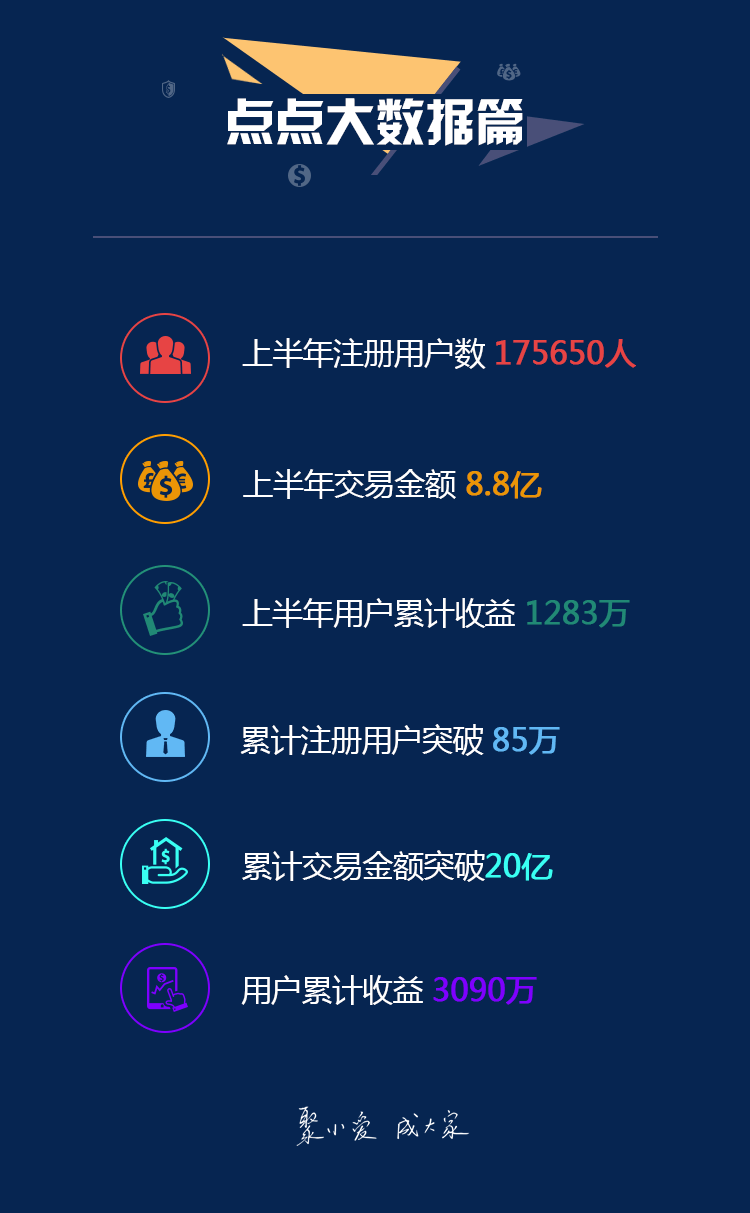 点点大数据篇
上半年注册用户数 175650人
上半年交易金额 8.8亿
上半年用户累计收益 1283万
累计注册用户突破 85万
累计交易金额突破20亿
用户累计收益 3090万
聚小爱 成大家